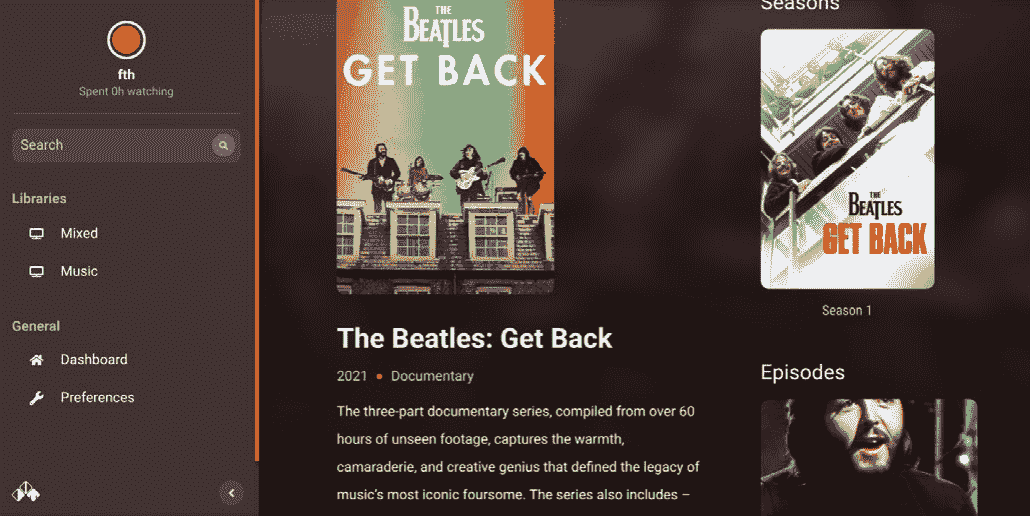 fth
Spent 0h watching
Search
Libraries
Mixed
Music
General
Dashboard
Preferences
THE
BEATLES
GET BACK
The Beatles: Get Back
2021 • Documentary
The three-part documentary series, compiled from over 60
hours of unseen footage, captures the warmth,
camaraderie, and creative genius that defined the legacy of
music’s most iconic foursome. The series also includes –
Seasons
THE
BEATLES
GET BACK
Season 1
Episodes